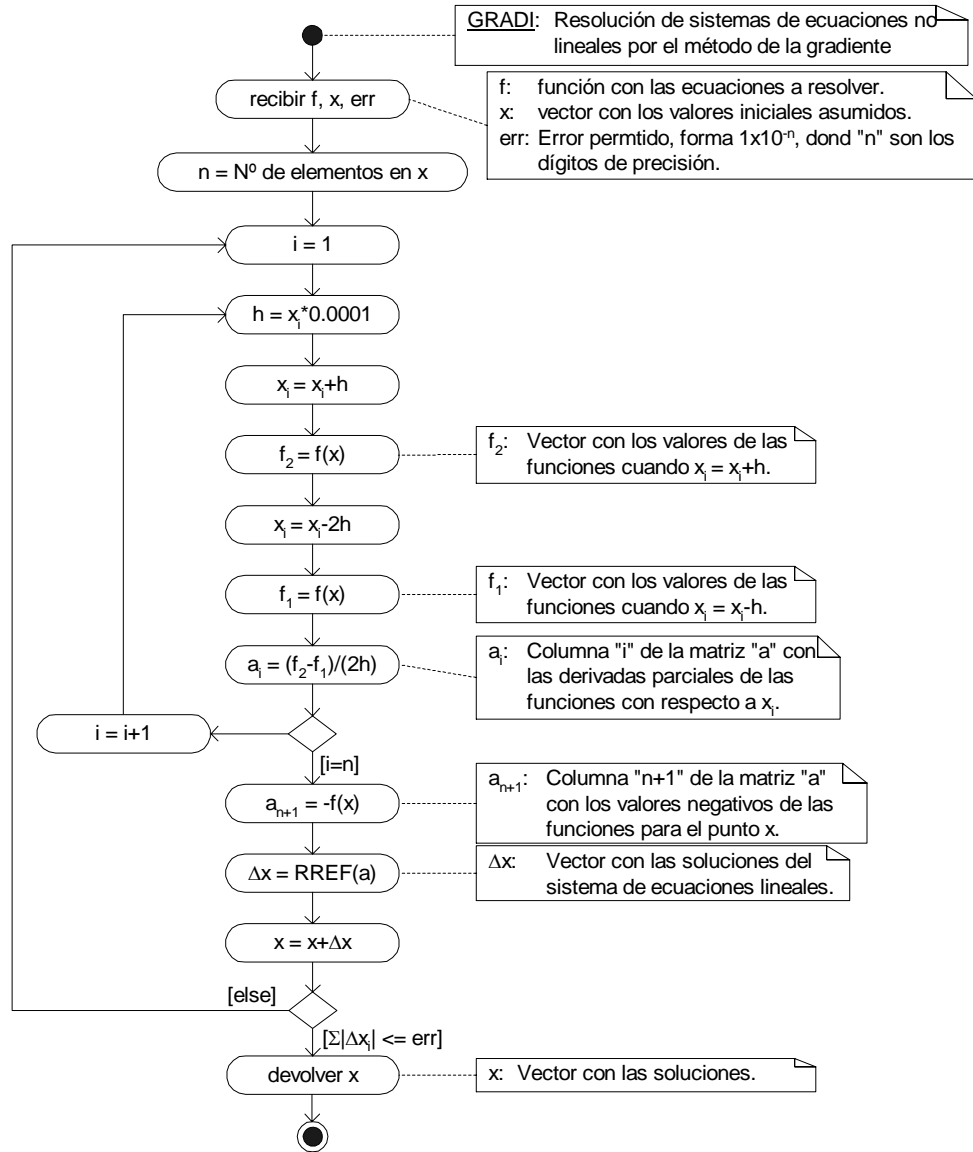 GRADI: Resolución de sistemas de ecuaciones no
lineales por el método de la gradiente
recibir f, x, err
f: función con las ecuaciones a resolver.
x: vector con los valores iniciales asumidos.
err: Error permtido, forma 1x10⁻ⁿ, dond "n" son los
dígitos de precisión.
n = Nº de elementos en x
i = 1
h = xᵢ*0.0001
xᵢ = xᵢ+h
f₂ = f(x)
f₂: Vector con los valores de las
funciones cuando xᵢ = xᵢ+h.
xᵢ = xᵢ-2h
f₁ = f(x)
f₁: Vector con los valores de las
funciones cuando xᵢ = xᵢ-h.
aᵢ = (f₂-f₁)/(2h)
aᵢ: Columna "i" de la matriz "a" con
las derivadas parciales de las
funciones con respecto a xᵢ.
i = i+1
[i=n]
aₙ₊₁ = -f(x)
aₙ₊₁: Columna "n+1" de la matriz "a"
con los valores negativos de las
funciones para el punto x.
Δx = RREF(a)
Δx: Vector con las soluciones del
sistema de ecuaciones lineales.
x = x+Δx
[else]
[Σ|Δxᵢ| <= err]
devolver x
x: Vector con las soluciones.